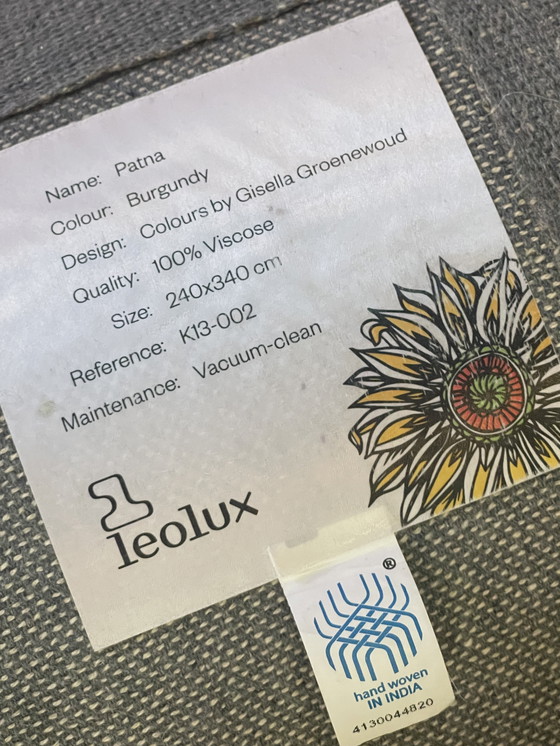 Name: Patna
Colour: Burgundy
Design: Colours by Gisella Groenewoud
Quality: 100% Viscose
Size: 240x340 cm
Reference: K13-002
Maintenance: Vacuum-clean
leolux
®
hand woven
IN INDIA
4130044820